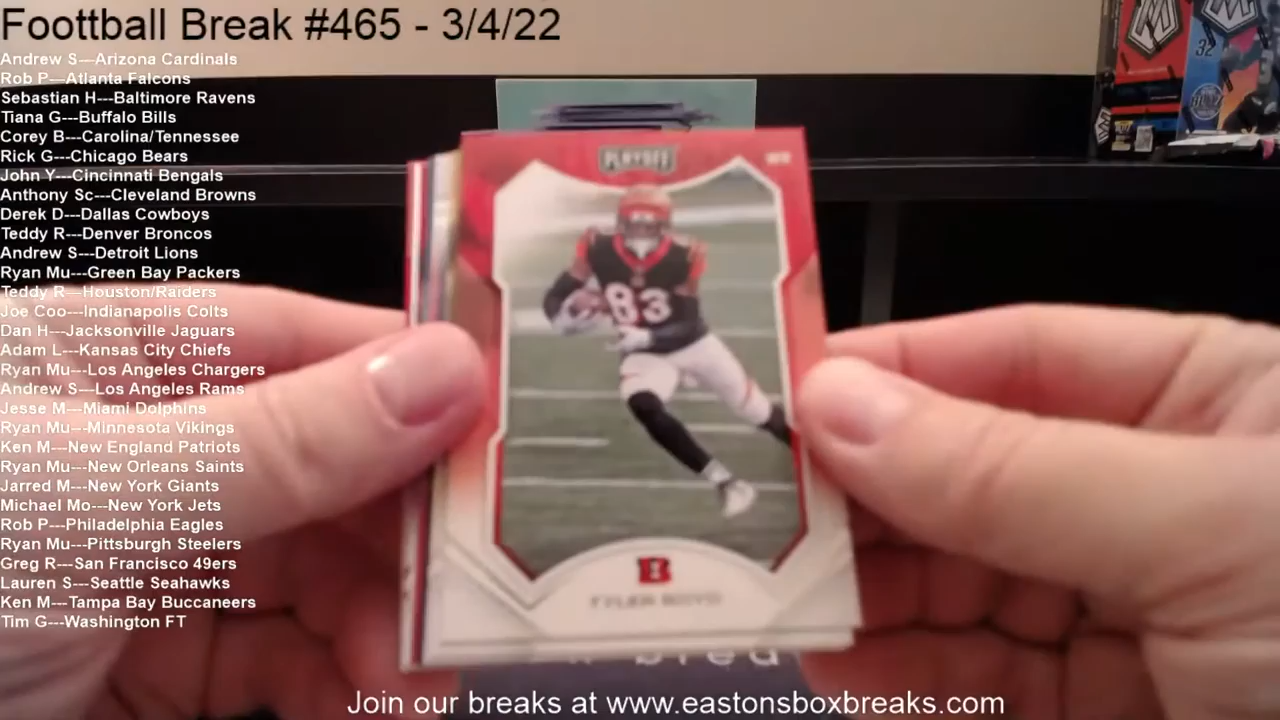 Foottball Break #465 - 3/4/22
Andrew S---Arizona Cardinals
Rob P---Atlanta Falcons
Sebastian H---Baltimore Ravens
Tiana G---Buffalo Bills
Corey B---Carolina/Tennessee
Rick G---Chicago Bears
John Y---Cincinnati Bengals
Anthony Sc---Cleveland Browns
Derek D---Dallas Cowboys
Teddy R---Denver Broncos
Andrew S---Detroit Lions
Ryan Mu---Green Bay Packers
Teddy R---Houston/Raiders
Joe Coo---Indianapolis Colts
Dan H---Jacksonville Jaguars
Adam L---Kansas City Chiefs
Ryan Mu---Los Angeles Chargers
Andrew S---Los Angeles Rams
Jesse M---Miami Dolphins
Ryan Mu---Minnesota Vikings
Ken M---New England Patriots
Ryan Mu---New Orleans Saints
Jarred M---New York Giants
Michael Mo---New York Jets
Rob P---Philadelphia Eagles
Ryan Mu---Pittsburgh Steelers
Greg R---San Francisco 49ers
Lauren S---Seattle Seahawks
Ken M---Tampa Bay Buccaneers
Tim G---Washington FT
PLAYOFF
WR
83
B
TYLER BOYD
32
Join our breaks at www.eastonsboxbreaks.com